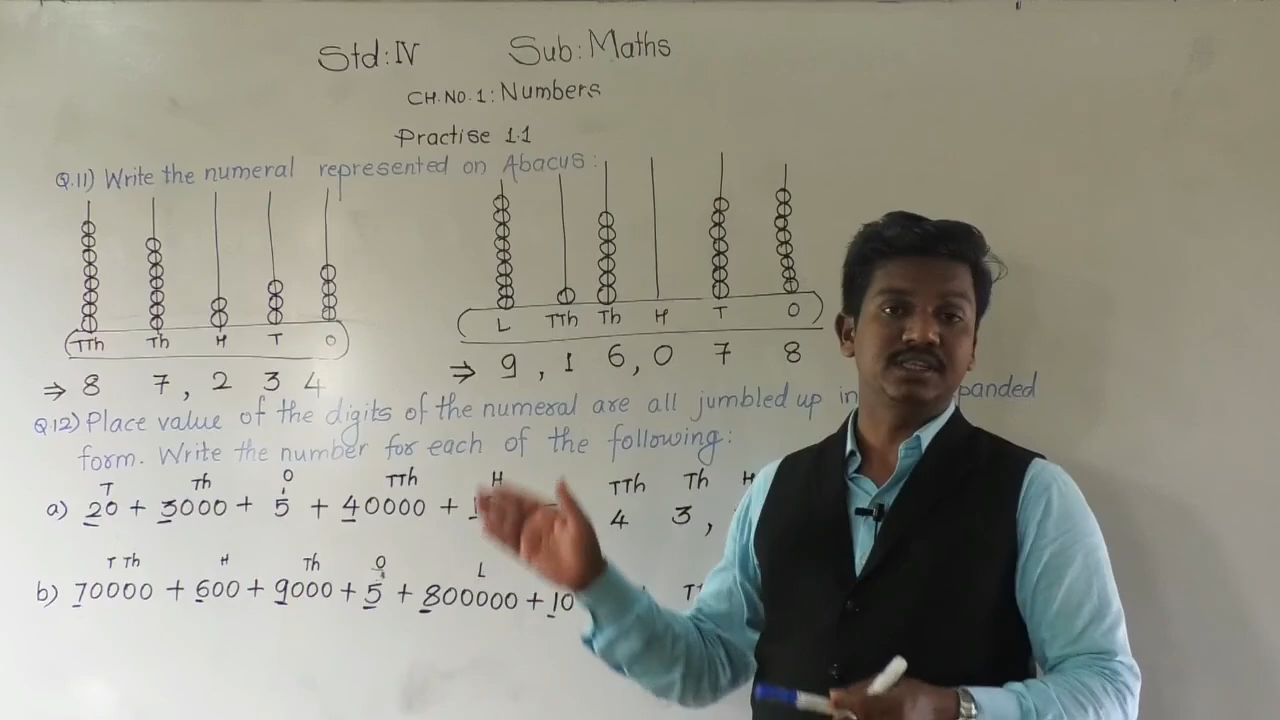 Std: IV Sub: Maths
CH. NO. 1: Numbers
Practise 1.1
Q.11) Write the numeral represented on Abacus:
TTh Th H T O
L TTh Th H T O
⇒ 8 7, 2 3 4
⇒ 9, 1 6, 0 7 8
Q.12) Place value of the digits of the numeral are all jumbled up in panded
form. Write the number for each of the following:
T Th O TTh H TTh Th H
a) 20 + 3000 + 5 + 40000 + 4 3,
T Th H Th O L
b) 70000 + 600 + 9000 + 5 + 800000 + 10